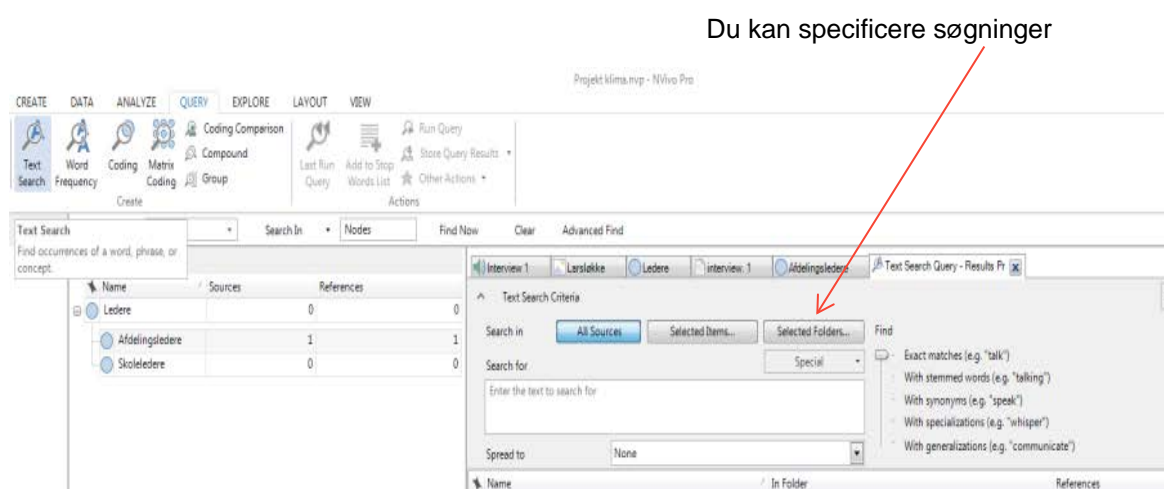 Du kan specificere søgninger
Projekt klima.nvp - NVivo Pro
CREATE DATA ANALYZE QUERY EXPLORE LAYOUT VIEW
Text Search
Word Frequency
Coding
Matrix Coding
Coding Comparison
Compound
Group
Last Run Query
Add to Stop Words List
Run Query
Store Query Results
Other Actions
Create
Actions
Text Search
Find occurrences of a word, phrase, or
concept.
Search In Nodes Find Now Clear Advanced Find
Interview 1 Larsløkke Ledere interview. 1 Afdelingsledere Text Search Query - Results Pr
Name Sources References
Ledere 0 0
Afdelingsledere 1 1
Skoleledere 0 0
Text Search Criteria
Search in All Sources Selected Items... Selected Folders...
Search for Special
Enter the text to search for
Spread to None
Find
Exact matches (e.g. "talk")
With stemmed words (e.g. "talking")
With synonyms (e.g. "speak")
With specializations (e.g. "whisper")
With generalizations (e.g. "communicate")
Name In Folder References